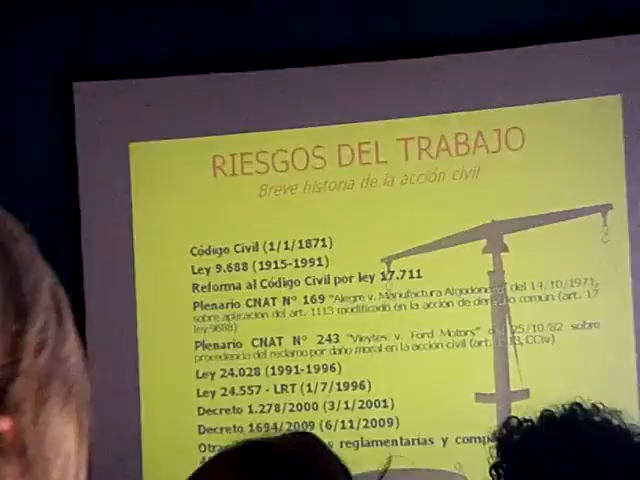 RIESGOS DEL TRABAJO
Breve historia de la acción civil
Código Civil (1/1/1871)
Ley 9.688 (1915-1991)
Reforma al Código Civil por ley 17.711
Plenario CNAT Nº 169 "Alegre v. Manufactura del 14/10/1971,
sobre aplicación del art. 1113 modificado en la acción de derecho común (art. 17
ley 9688)
Plenario CNAT Nº 243 "Vieytes v. Ford Motors" 25/10/82 sobre
procedencia del reclamo por daño moral en la acción civil (art. CCiv)
Ley 24.028 (1991-1996)
Ley 24.557 - LRT (1/7/1996)
Decreto 1.278/2000 (3/1/2001)
Decreto 1694/2009 (6/11/2009)
reglamentarias y